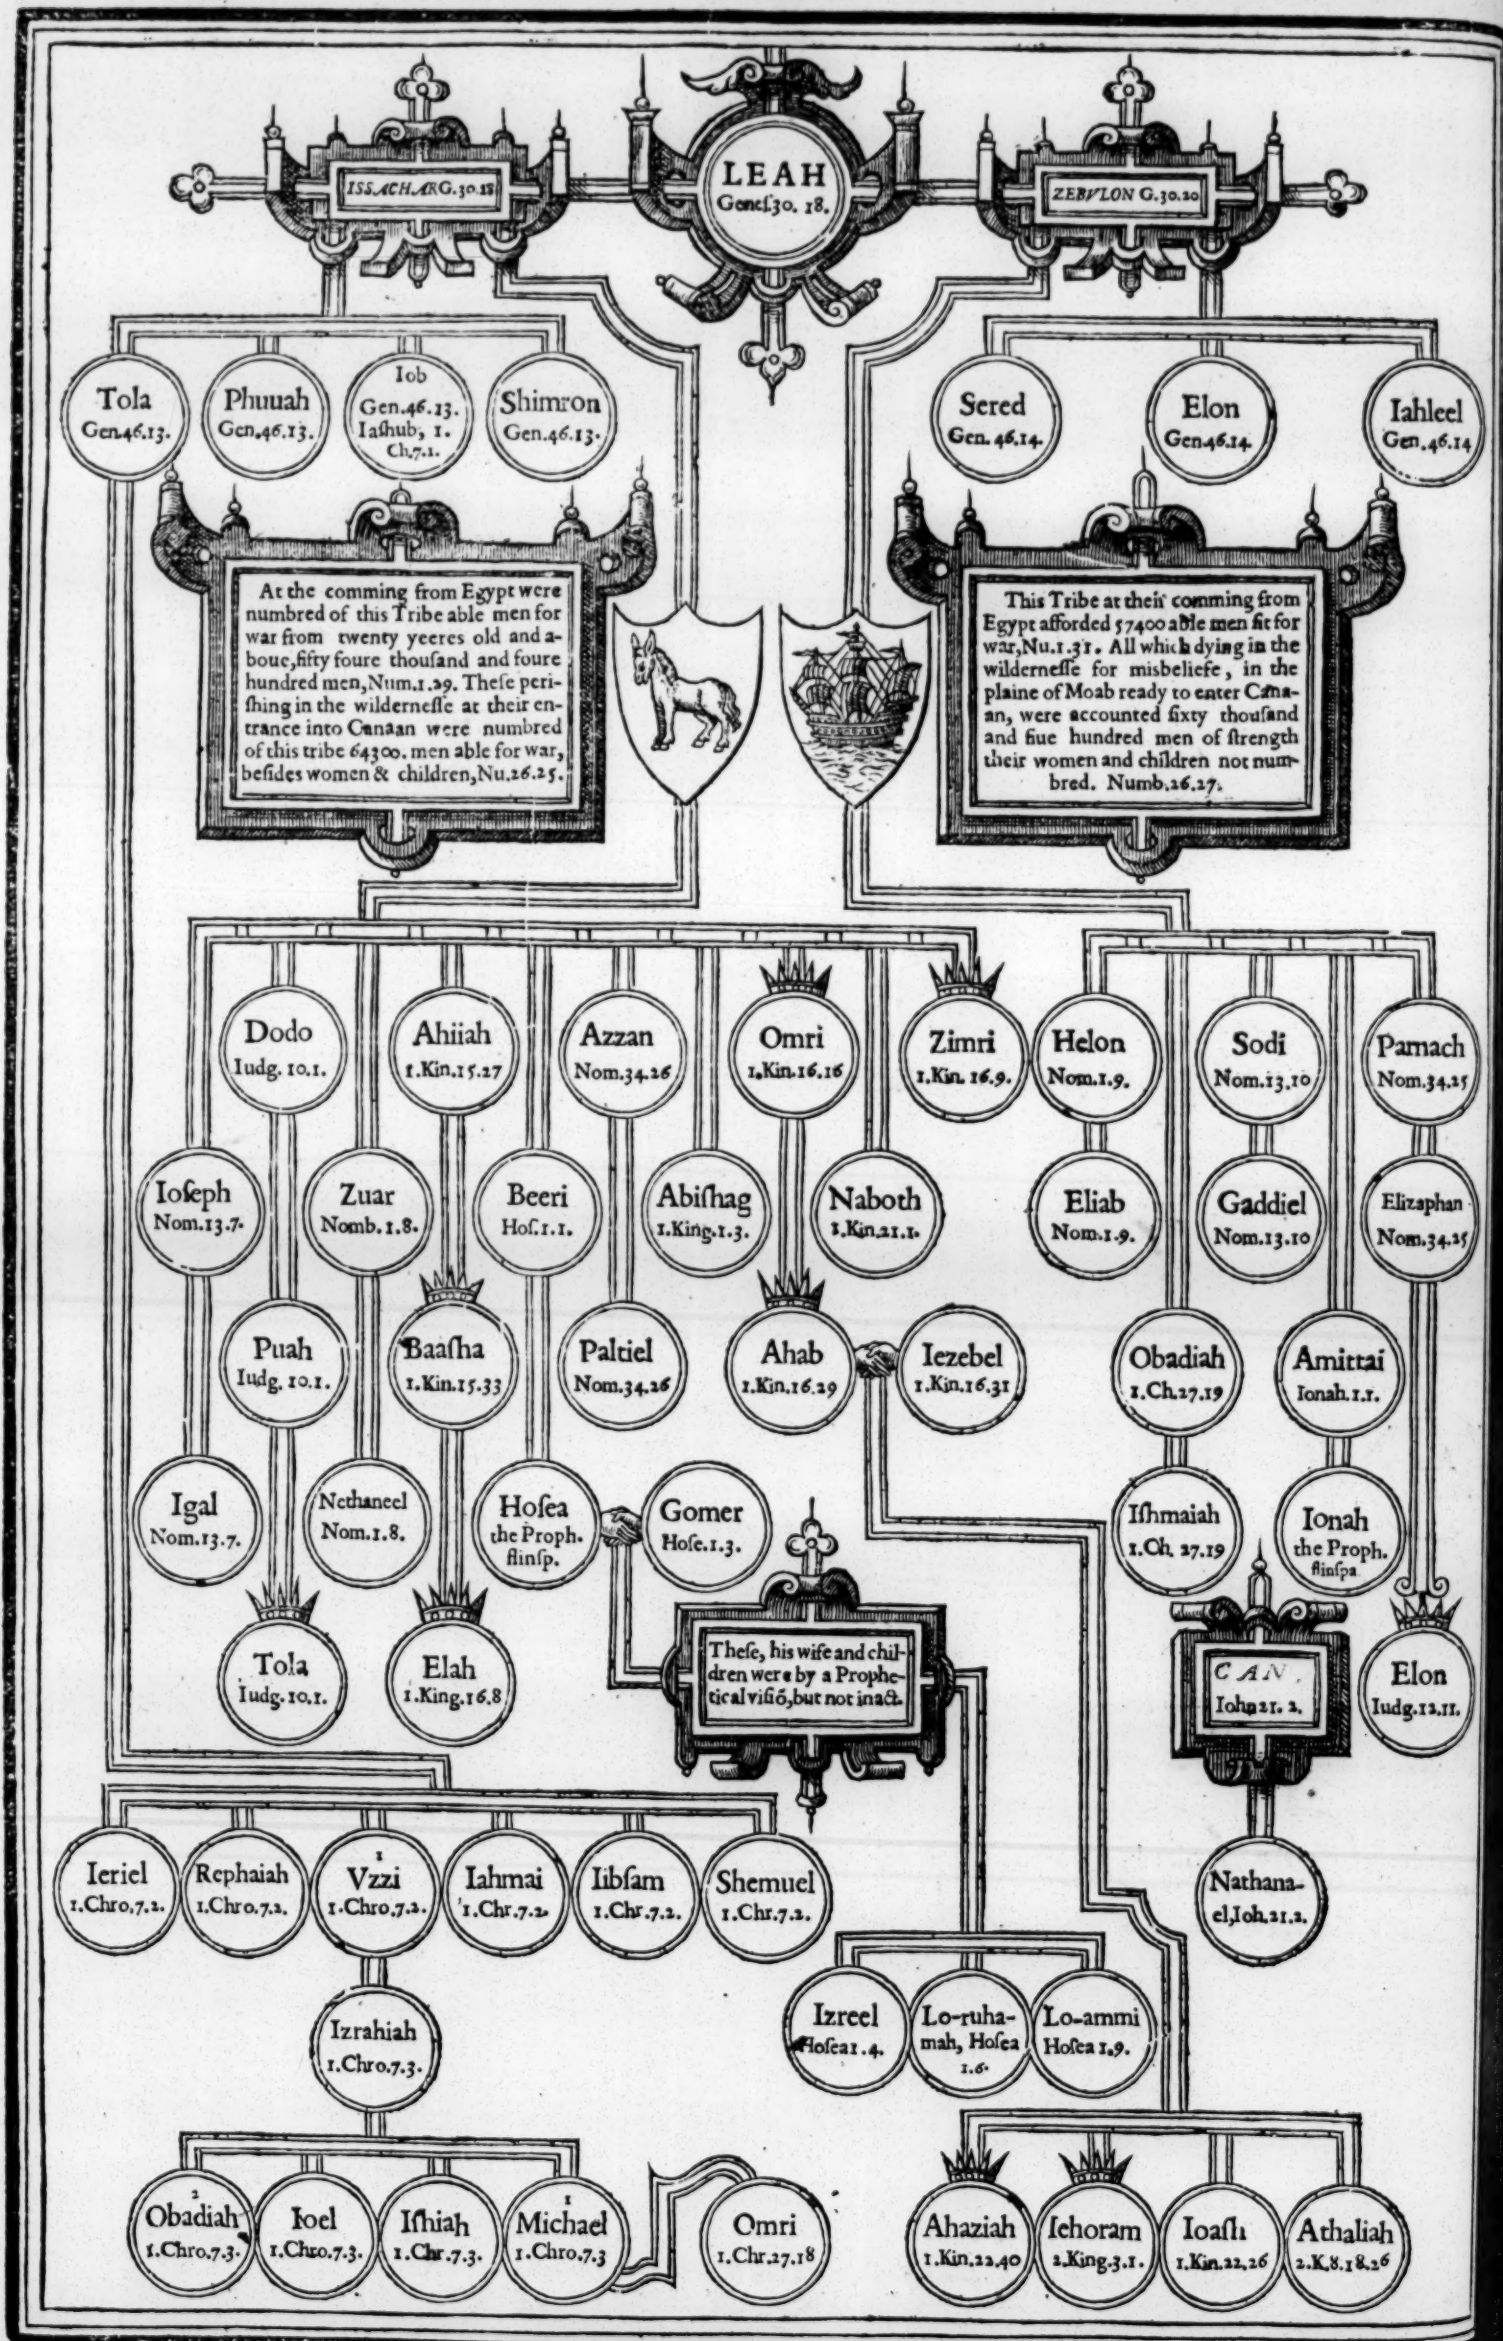 ISSACHAR G.30.18
LEAH
Geneſ.30. 18.
ZEBVLON G.30.20
Tola
Gen.46.13.
Phuuah
Gen.46.13.
Iob
Gen.46.13.
Iaſhub, 1.
Ch.7.1.
Shimron
Gen.46.13.
Sered
Gen. 46.14.
Elon
Gen.46.14.
Iahleel
Gen.46.14
At the comming from Egypt were
numbred of this Tribe able men for
war from twenty yeeres old and a-
boue, fifty foure thouſand and foure
hundred men, Num.1.29. Theſe peri-
ſhing in the wilderneſſe at their en-
trance into Canaan were numbred
of this tribe 64300. men able for war,
beſides women & children, Nu.26.25.
This Tribe at their comming from
Egypt afforded 57400 able men fit for
war, Nu.1.31. All which dying in the
wilderneſſe for misbeliefe, in the
plaine of Moab ready to enter Cana-
an, were accounted ſixty thouſand
and fiue hundred men of ſtrength
their women and children not num-
bred. Numb.26.27.
Dodo
Iudg. 10.1.
Ahiiah
1.Kin.15.27
Azzan
Nom.34.26
Omri
1.Kin.16.16
Zimri
1.Kin. 16.9.
Helon
Nom.1.9.
Sodi
Nom.13.10
Parnach
Nom.34.25
Ioſeph
Nom.13.7.
Zuar
Nomb.1.8.
Beeri
Hoſ.1.1.
Abiſhag
1.King.1.3.
Naboth
1.Kin.21.1.
Eliab
Nom.1.9.
Gaddiel
Nom.13.10
Elizaphan
Nom.34.25
Puah
Iudg. 10.1.
Baaſha
1.Kin.15.33
Paltiel
Nom.34.26
Ahab
1.Kin.16.29
Iezebel
1.Kin.16.31
Obadiah
1.Ch.27.19
Amittai
Ionah.1.1.
Igal
Nom.13.7.
Nethaneel
Nom.1.8.
Hoſea
the Proph.
ſlinſp.
Gomer
Hoſe.1.3.
Iſhmaiah
1.Ch. 27.19
Ionah
the Proph.
ſlinſpa
Tola
Iudg.10.1.
Elah
1.King.16.8
Theſe, his wife and chil-
dren were by a Prophe-
tical viſiõ, but not in act.
CAN.
Iohn 21. 2.
Elon
Iudg.12.11.
Ieriel
1.Chro.7.2.
Rephaiah
1.Chro.7.2.
1
Vzzi
1.Chro.7.2.
Iahmai
1.Chr.7.2
Iibſam
1.Chr.7.2.
Shemuel
1.Chr.7.2.
Nathana-
el, Ioh.21.2.
Izrahiah
1.Chro.7.3.
Izreel
Hoſea 1.4.
Lo-ruha-
mah, Hoſea
1.6.
Lo-ammi
Hoſea 1.9.
2
Obadiah
1.Chro.7.3.
Ioel
1.Chro.7.3.
Iſhiah
1.Chr.7.3.
1
Michael
1.Chro.7.3
Omri
1.Chr.27.18
Ahaziah
1.Kin.22.40
Iehoram
2.King.3.1.
Ioaſh
1.Kin.22.26
Athaliah
2.K.8.18.26